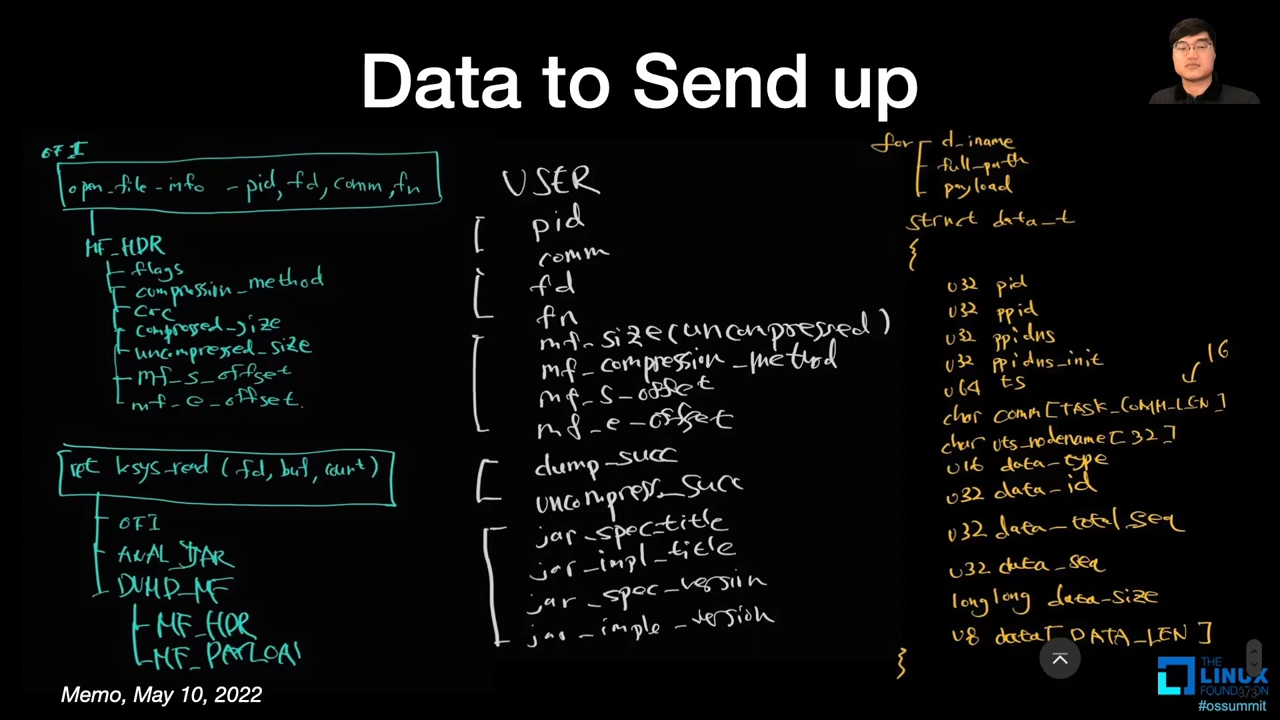 Data to Send up
OFI
open_file_info - pid, fd, comm, fn
MF_HDR
flags
compression_method
crc
compressed_size
uncompressed_size
mf_s_offset
mf_e_offset.
ret ksys_read (fd, buf, count)
OFI
ANAL_JAR
DUMP_MF
MF_HDR
MF_PAYLOAD
USER
pid
comm
fd
fn
mf_size(uncompressed)
mf_compression_method
mf_s_offset
mf_e_offset
dump_succ
uncompress_succ
jar_spec_title
jar_impl_title
jar_spec_version
jar_imple_version
for
d_iname
full_path
payload
struct data_t
{
u32 pid
u32 ppid
u32 ppidns
u32 ppidns_init
16
u64 ts
char comm[TASK_COMM_LEN]
char uts_nodename[32]
u16 data_type
u32 data_id
u32 data_total_seq
u32 data_seq
long long data_size
u8 data[DATA_LEN]
}
Memo, May 10, 2022
THE
LINUX
FOUNDATION
#ossummit